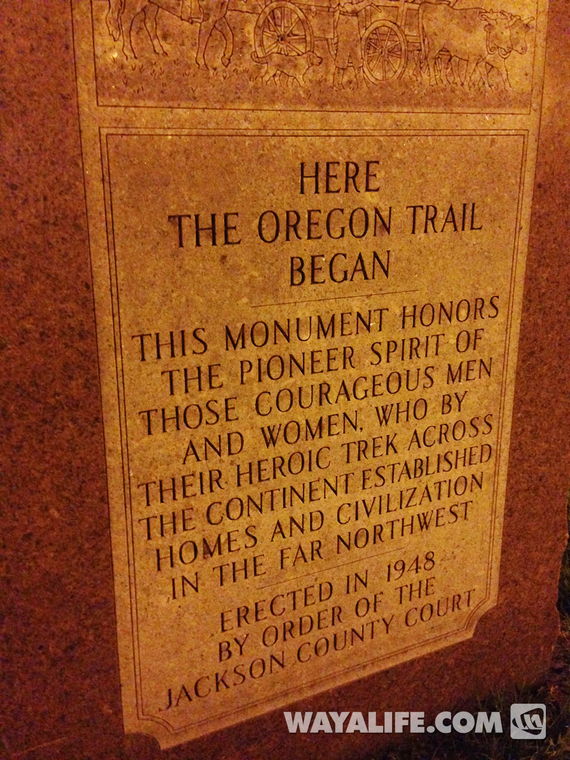 HERE
THE OREGON TRAIL
BEGAN
THIS MONUMENT HONORS
THE PIONEER SPIRIT OF
THOSE COURAGEOUS MEN
AND WOMEN, WHO BY
THEIR HEROIC TREK ACROSS
THE CONTINENT ESTABLISHED
HOMES AND CIVILIZATION
IN THE FAR NORTHWEST
ERECTED IN 1948
BY ORDER OF THE
JACKSON COUNTY COURT
WAYALIFE.COM